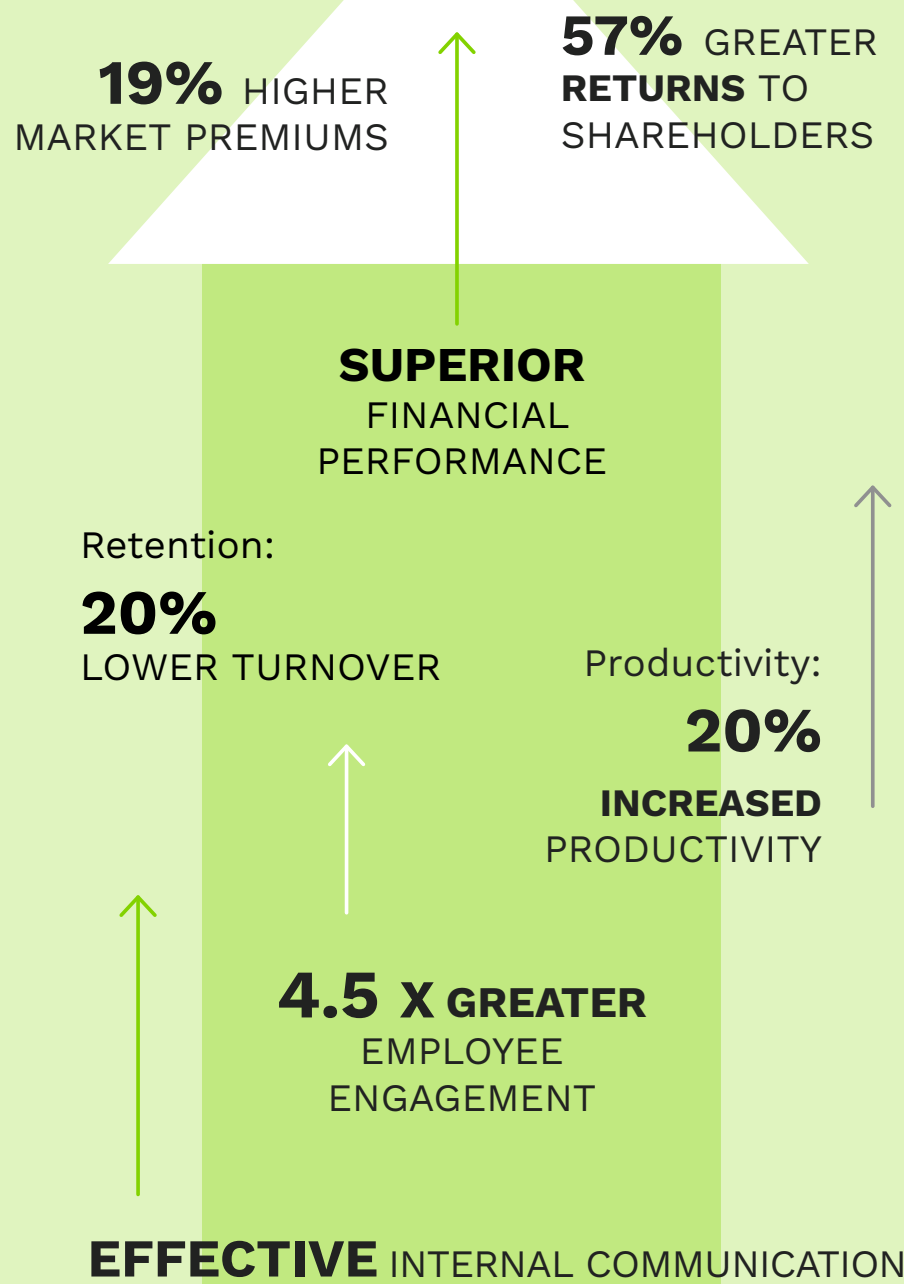 19% HIGHER
MARKET PREMIUMS
57% GREATER
RETURNS TO
SHAREHOLDERS
SUPERIOR
FINANCIAL
PERFORMANCE
Retention:
20%
LOWER TURNOVER
Productivity:
20%
INCREASED
PRODUCTIVITY
4.5 X GREATER
EMPLOYEE
ENGAGEMENT
EFFECTIVE INTERNAL COMMUNICATION